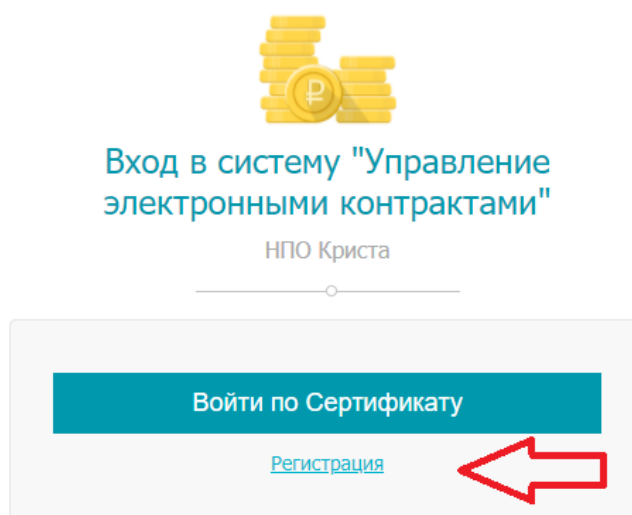 Вход в систему "Управление
электронными контрактами"
НПО Криста
Войти по Сертификату
Регистрация